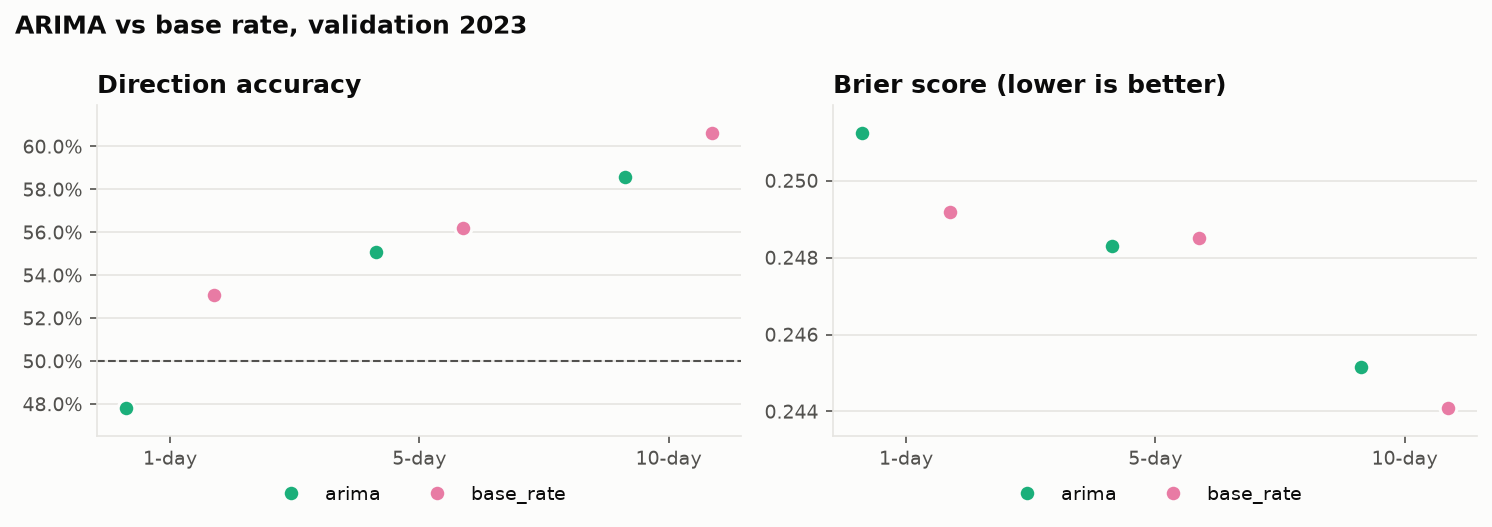 ARIMA vs base rate, validation 2023
Direction accuracy
60.0%
58.0%
56.0%
54.0%
52.0%
50.0%
48.0%
1-day 5-day 10-day
arima base_rate
Brier score (lower is better)
0.250
0.248
0.246
0.244
1-day 5-day 10-day
arima base_rate